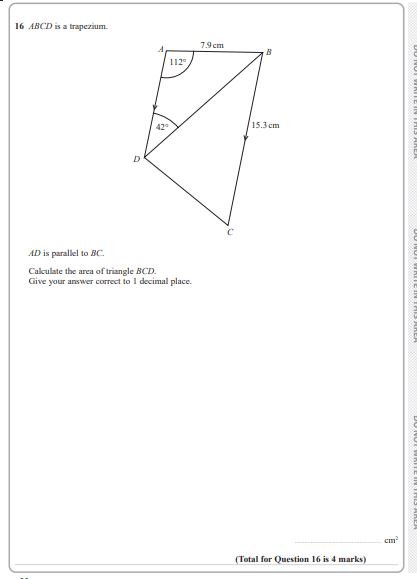 16 ABCD is a trapezium.
A
7.9 cm
B
112°
42°
15.3 cm
D
C
AD is parallel to BC.
Calculate the area of triangle BCD.
Give your answer correct to 1 decimal place.
cm²
(Total for Question 16 is 4 marks)
DO NOT WRITE IN THIS AREA
DO NOT WRITE IN THIS AREA
DO NOT WRITE IN THIS AREA